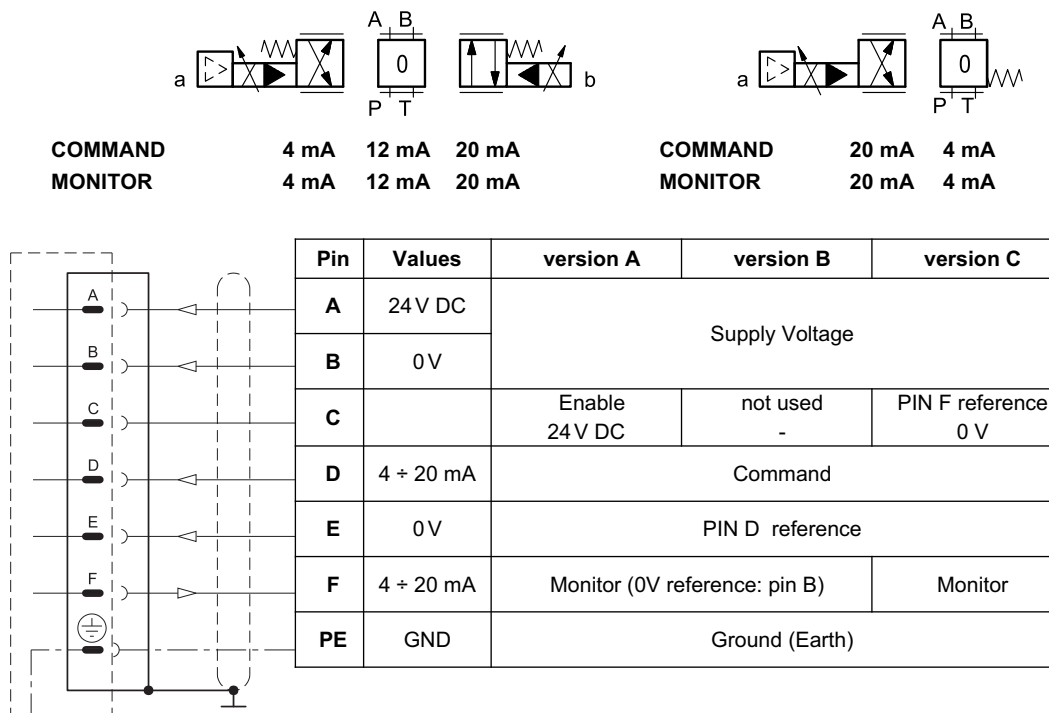 A B
a 0 b
P T
COMMAND 4 mA 12 mA 20 mA
MONITOR 4 mA 12 mA 20 mA
A B
a 0
P T
COMMAND 20 mA 4 mA
MONITOR 20 mA 4 mA
A
B
C
D
E
F
Pin Values version A version B version C
A 24 V DC Supply Voltage
B 0 V
C Enable 24 V DC not used - PIN F reference 0 V
D 4 ÷ 20 mA Command
E 0 V PIN D reference
F 4 ÷ 20 mA Monitor (0V reference: pin B) Monitor
PE GND Ground (Earth)